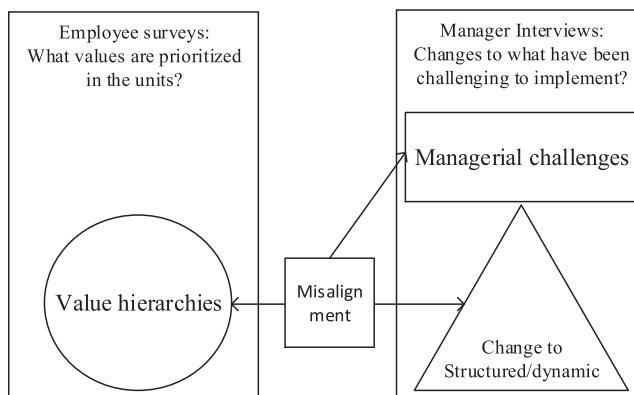 Employee surveys:
What values are prioritized
in the units?
Manager Interviews:
Changes to what have been
challenging to implement?
Managerial challenges
Value hierarchies
Misalign
ment
Change to
Structured/dynamic